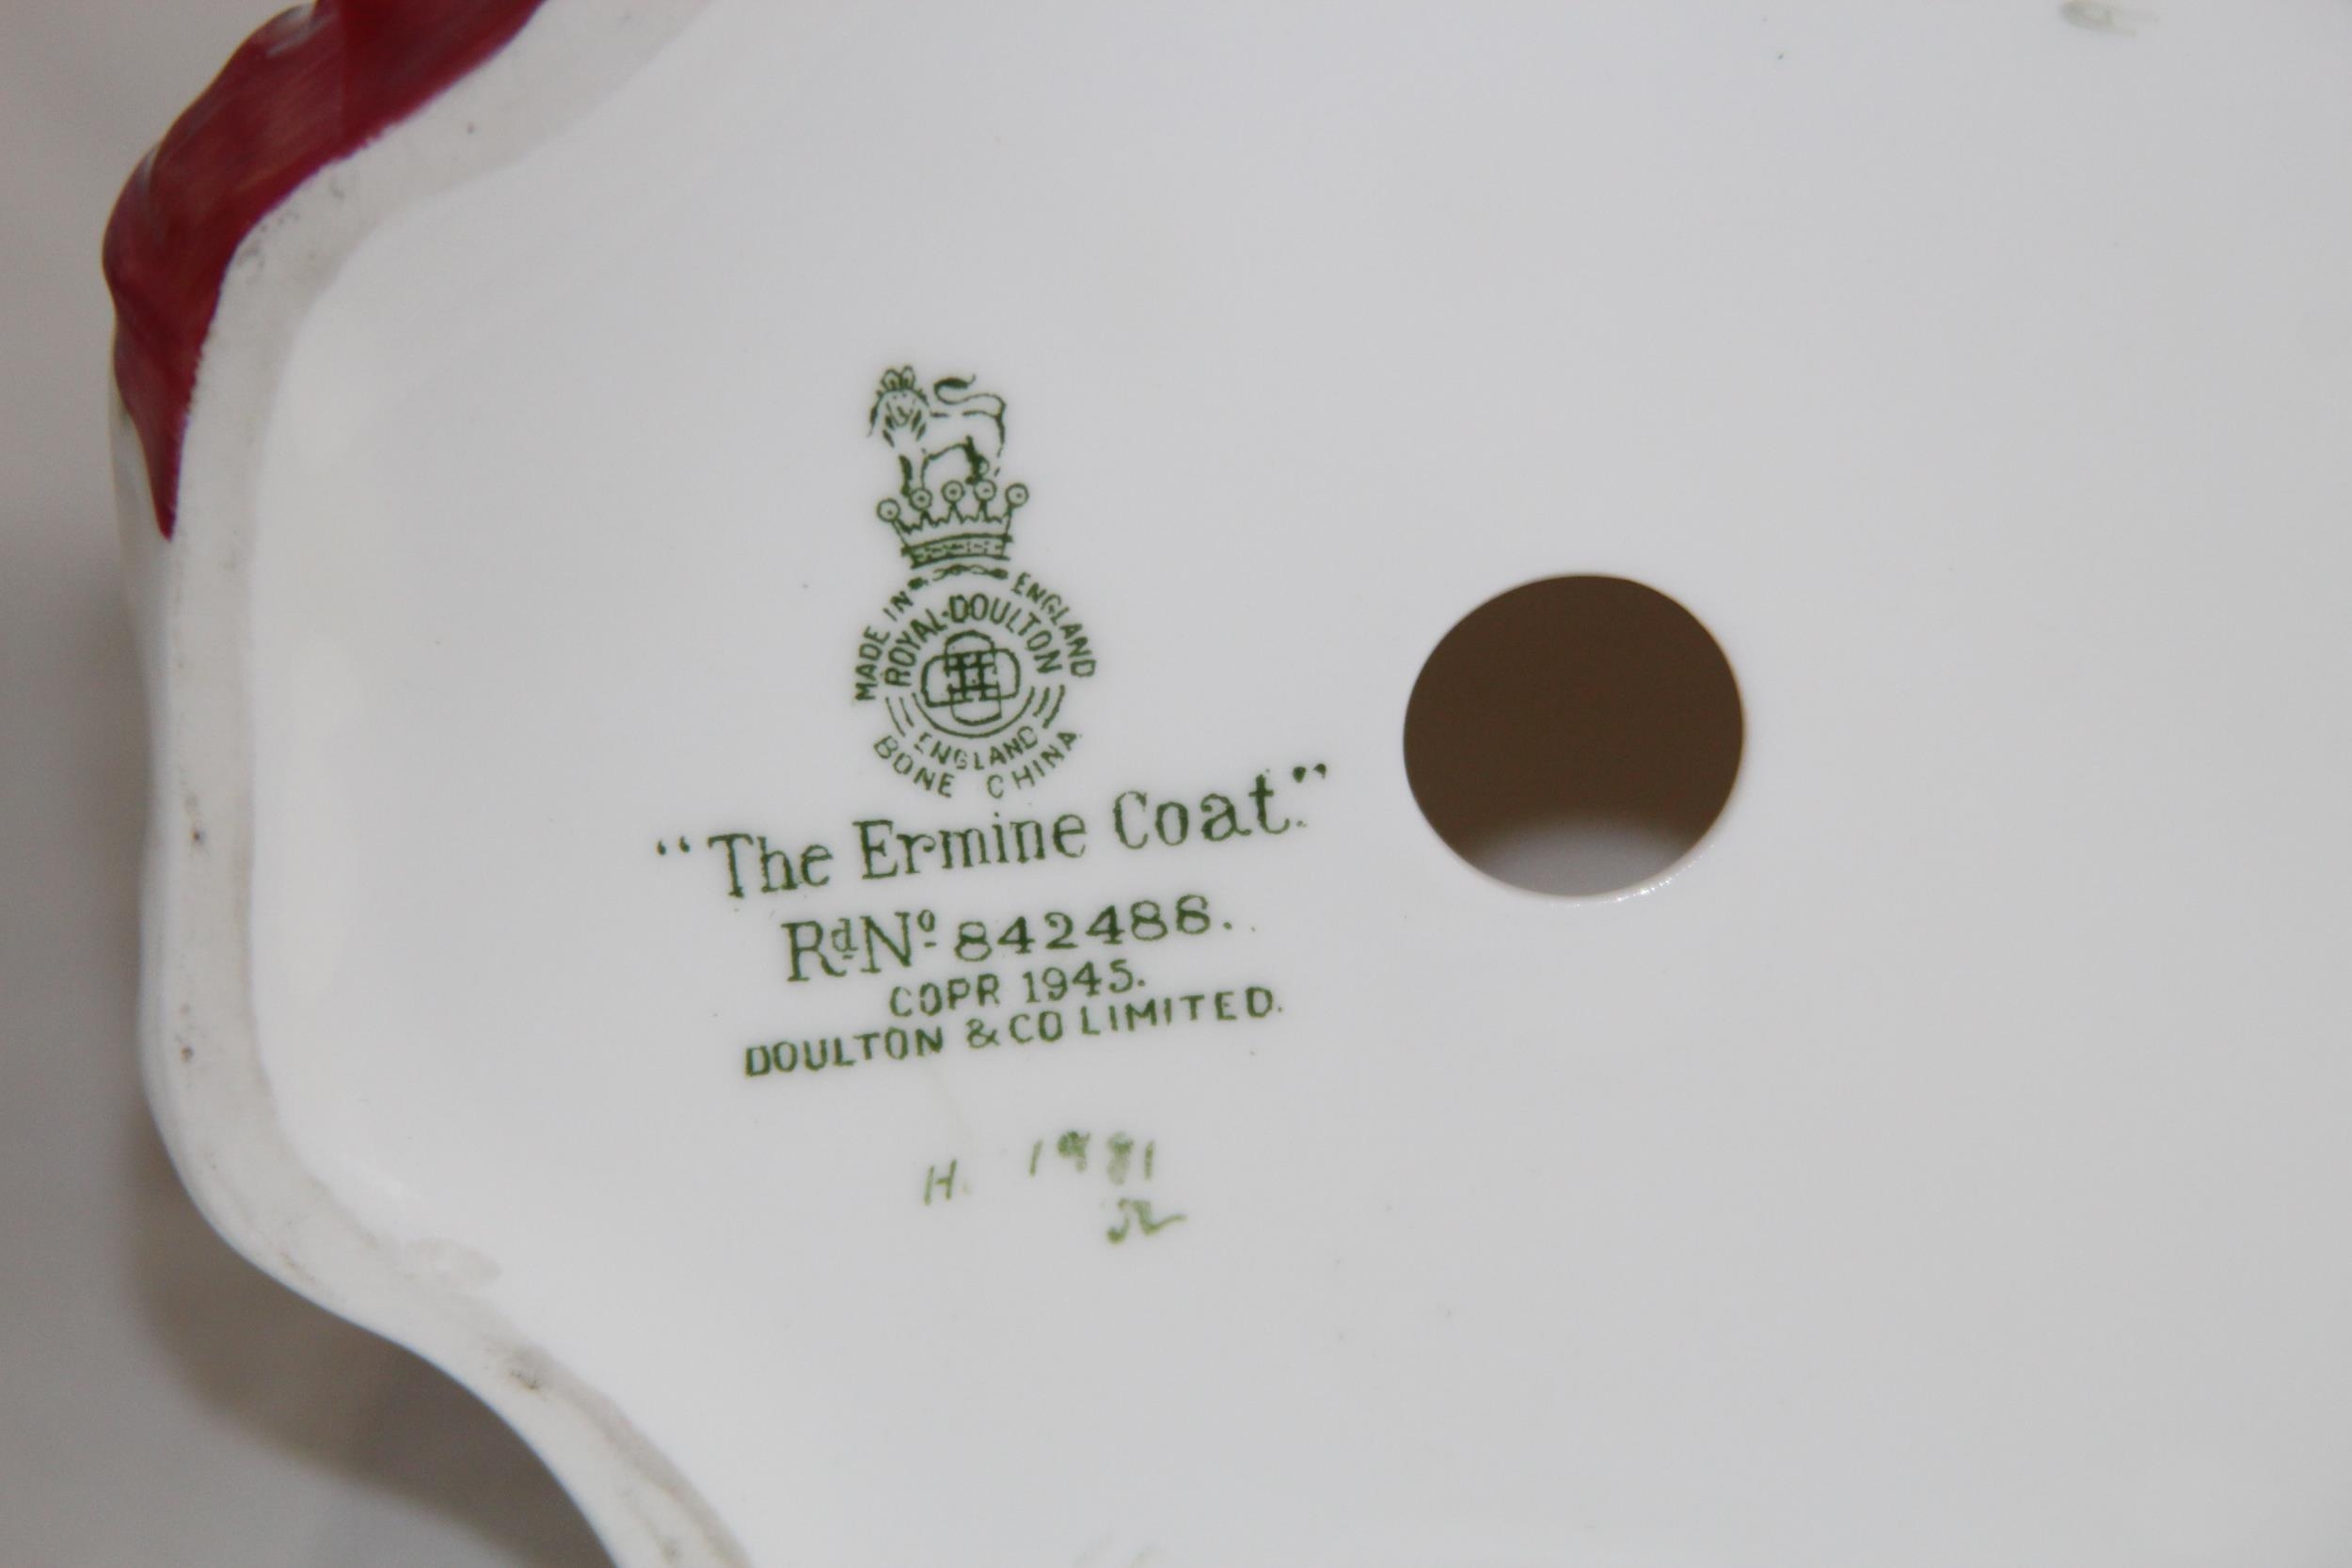 MADE IN ENGLAND
ROYAL·DOULTON
ENGLAND
BONE CHINA
“The Ermine Coat.”
Rd No 842488.
COPR 1945.
DOULTON & CO LIMITED.
H. 1981